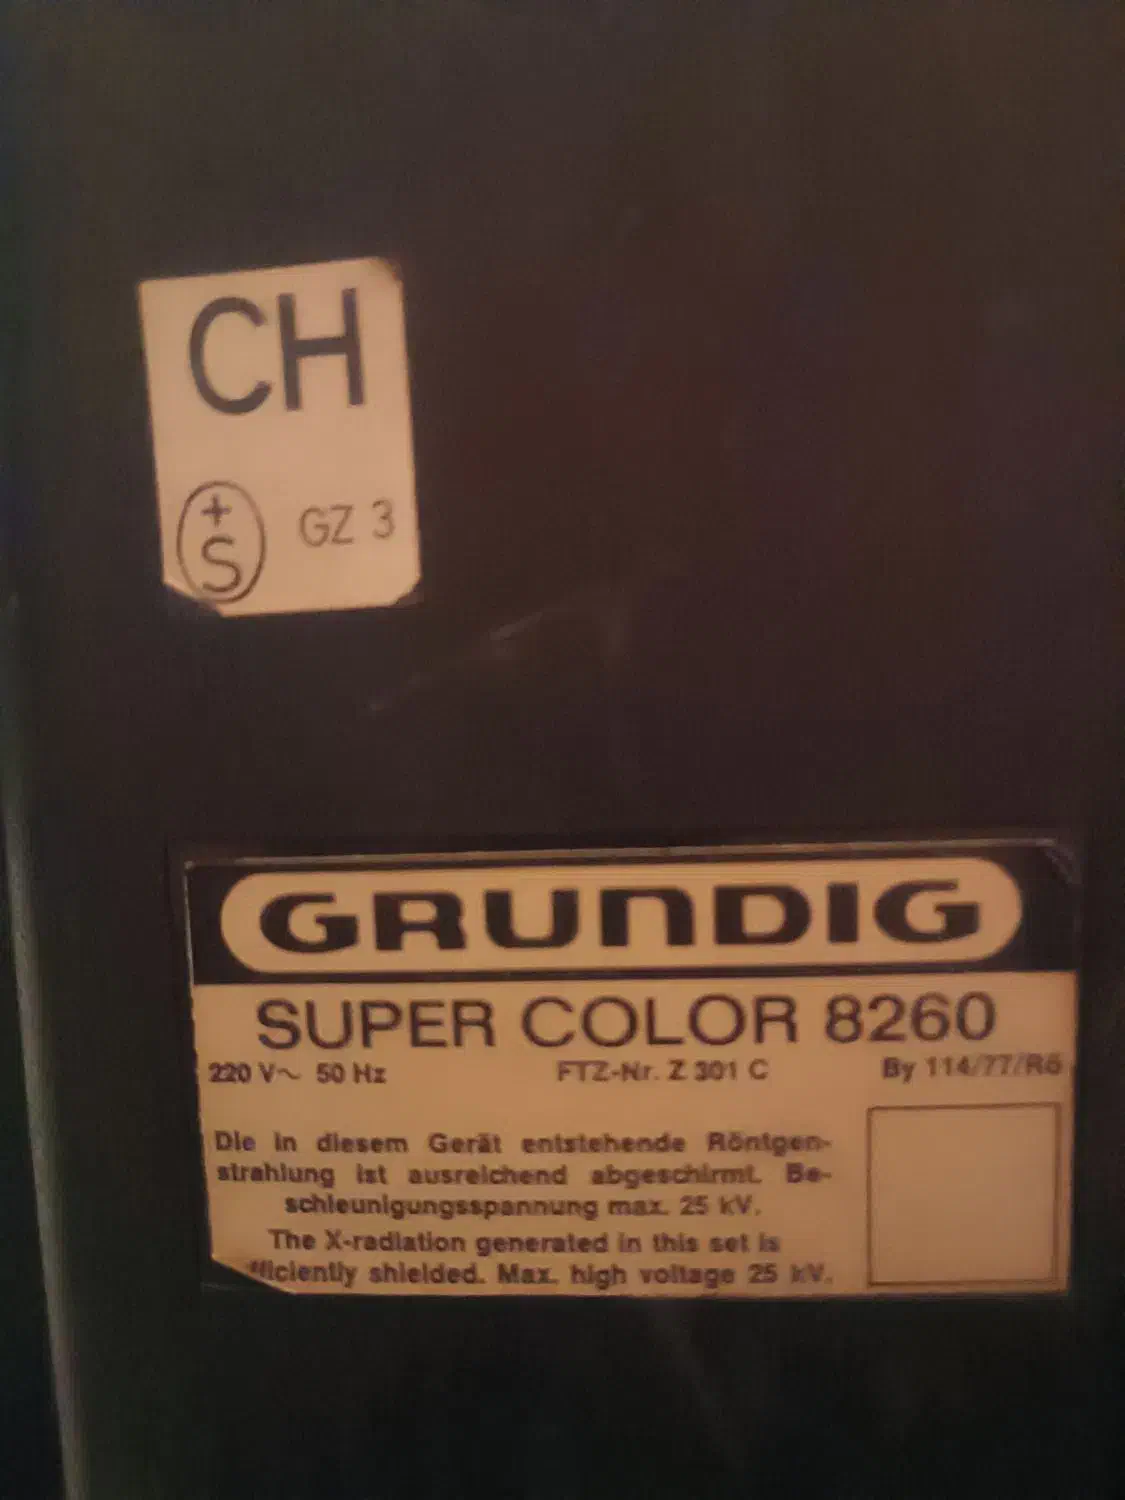 CH
+
S
GZ 3
GRUNDIG
SUPER COLOR 8260
220 V~ 50 Hz FTZ-Nr. Z 301 C By 114/77/Rö
Die in diesem Gerät entstehende Röntgen-
strahlung ist ausreichend abgeschirmt. Be-
schleunigungsspannung max. 25 kV.
The X-radiation generated in this set is
fficiently shielded. Max. high voltage 25 kV.